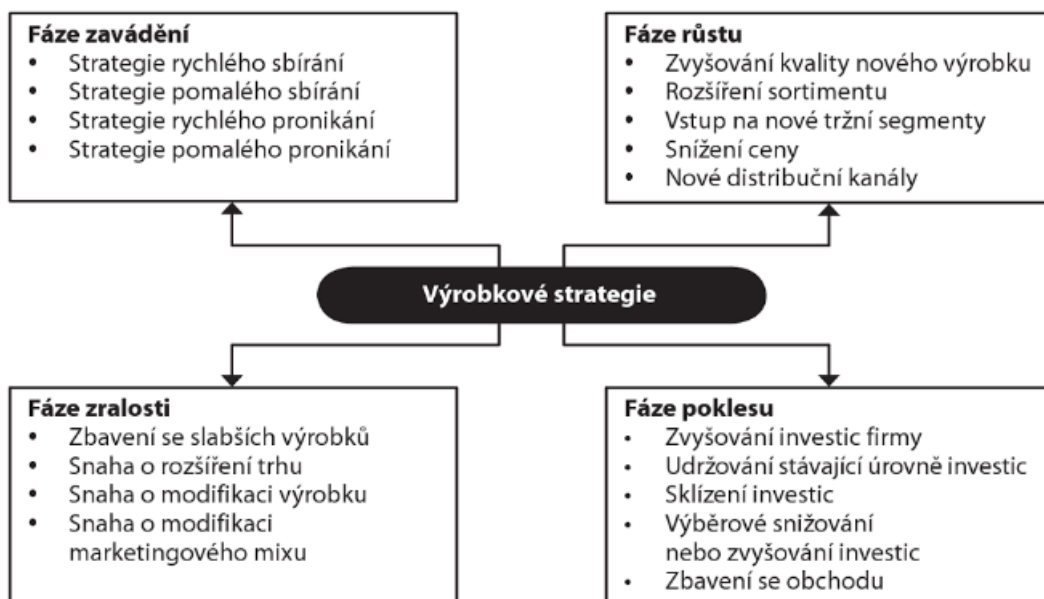 Fáze zavádění
• Strategie rychlého sbírání
• Strategie pomalého sbírání
• Strategie rychlého pronikání
• Strategie pomalého pronikání
Fáze růstu
• Zvyšování kvality nového výrobku
• Rozšíření sortimentu
• Vstup na nové tržní segmenty
• Snížení ceny
• Nové distribuční kanály
Výrobkové strategie
Fáze zralosti
• Zbavení se slabších výrobků
• Snaha o rozšíření trhu
• Snaha o modifikaci výrobku
• Snaha o modifikaci
marketingového mixu
Fáze poklesu
• Zvyšování investic firmy
• Udržování stávající úrovně investic
• Sklízení investic
• Výběrové snižování
nebo zvyšování investic
• Zbavení se obchodu